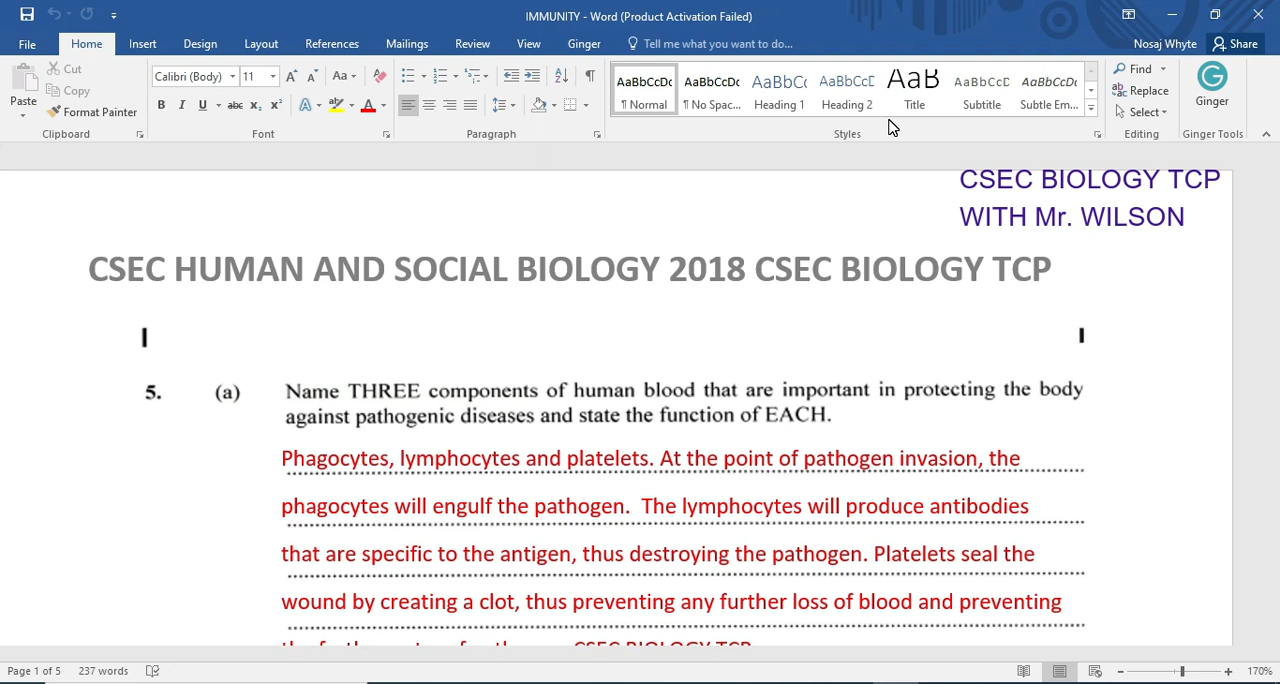 IMMUNITY - Word (Product Activation Failed)
File Home Insert Design Layout References Mailings Review View Ginger Tell me what you want to do... Nosaj Whyte Share
Paste
Cut
Copy
Format Painter
Clipboard
Calibri (Body) 11
Font
Paragraph
AaBbCcDc AaBbCcDc AaBbCc AaBbCcD AaB AaBbCcC AaBbCcDc
¶ Normal ¶ No Spac... Heading 1 Heading 2 Title Subtitle Subtle Em...
Styles
Find
Replace
Select
Editing
Ginger
Ginger Tools
CSEC BIOLOGY TCP
WITH Mr. WILSON
CSEC HUMAN AND SOCIAL BIOLOGY 2018 CSEC BIOLOGY TCP
5. (a) Name THREE components of human blood that are important in protecting the body
against pathogenic diseases and state the function of EACH.
Phagocytes, lymphocytes and platelets. At the point of pathogen invasion, the
phagocytes will engulf the pathogen. The lymphocytes will produce antibodies
that are specific to the antigen, thus destroying the pathogen. Platelets seal the
wound by creating a clot, thus preventing any further loss of blood and preventing
CSEC BIOLOGY TCP
Page 1 of 5 237 words 170%